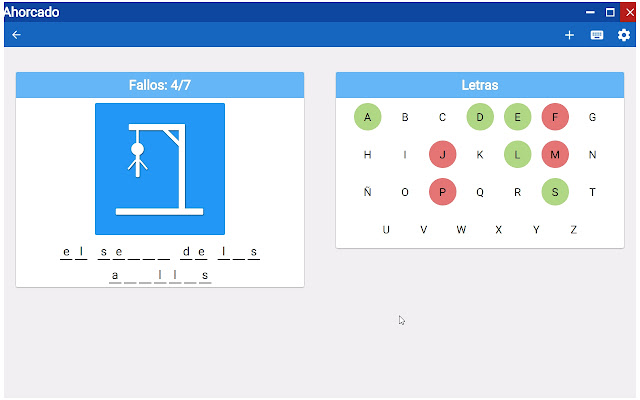 Ahorcado
Fallos: 4/7
e l s e _ _ _ d e l _ s
a _ _ l l _ s
Letras
A B C D E F G
H I J K L M N
Ñ O P Q R S T
U V W X Y Z